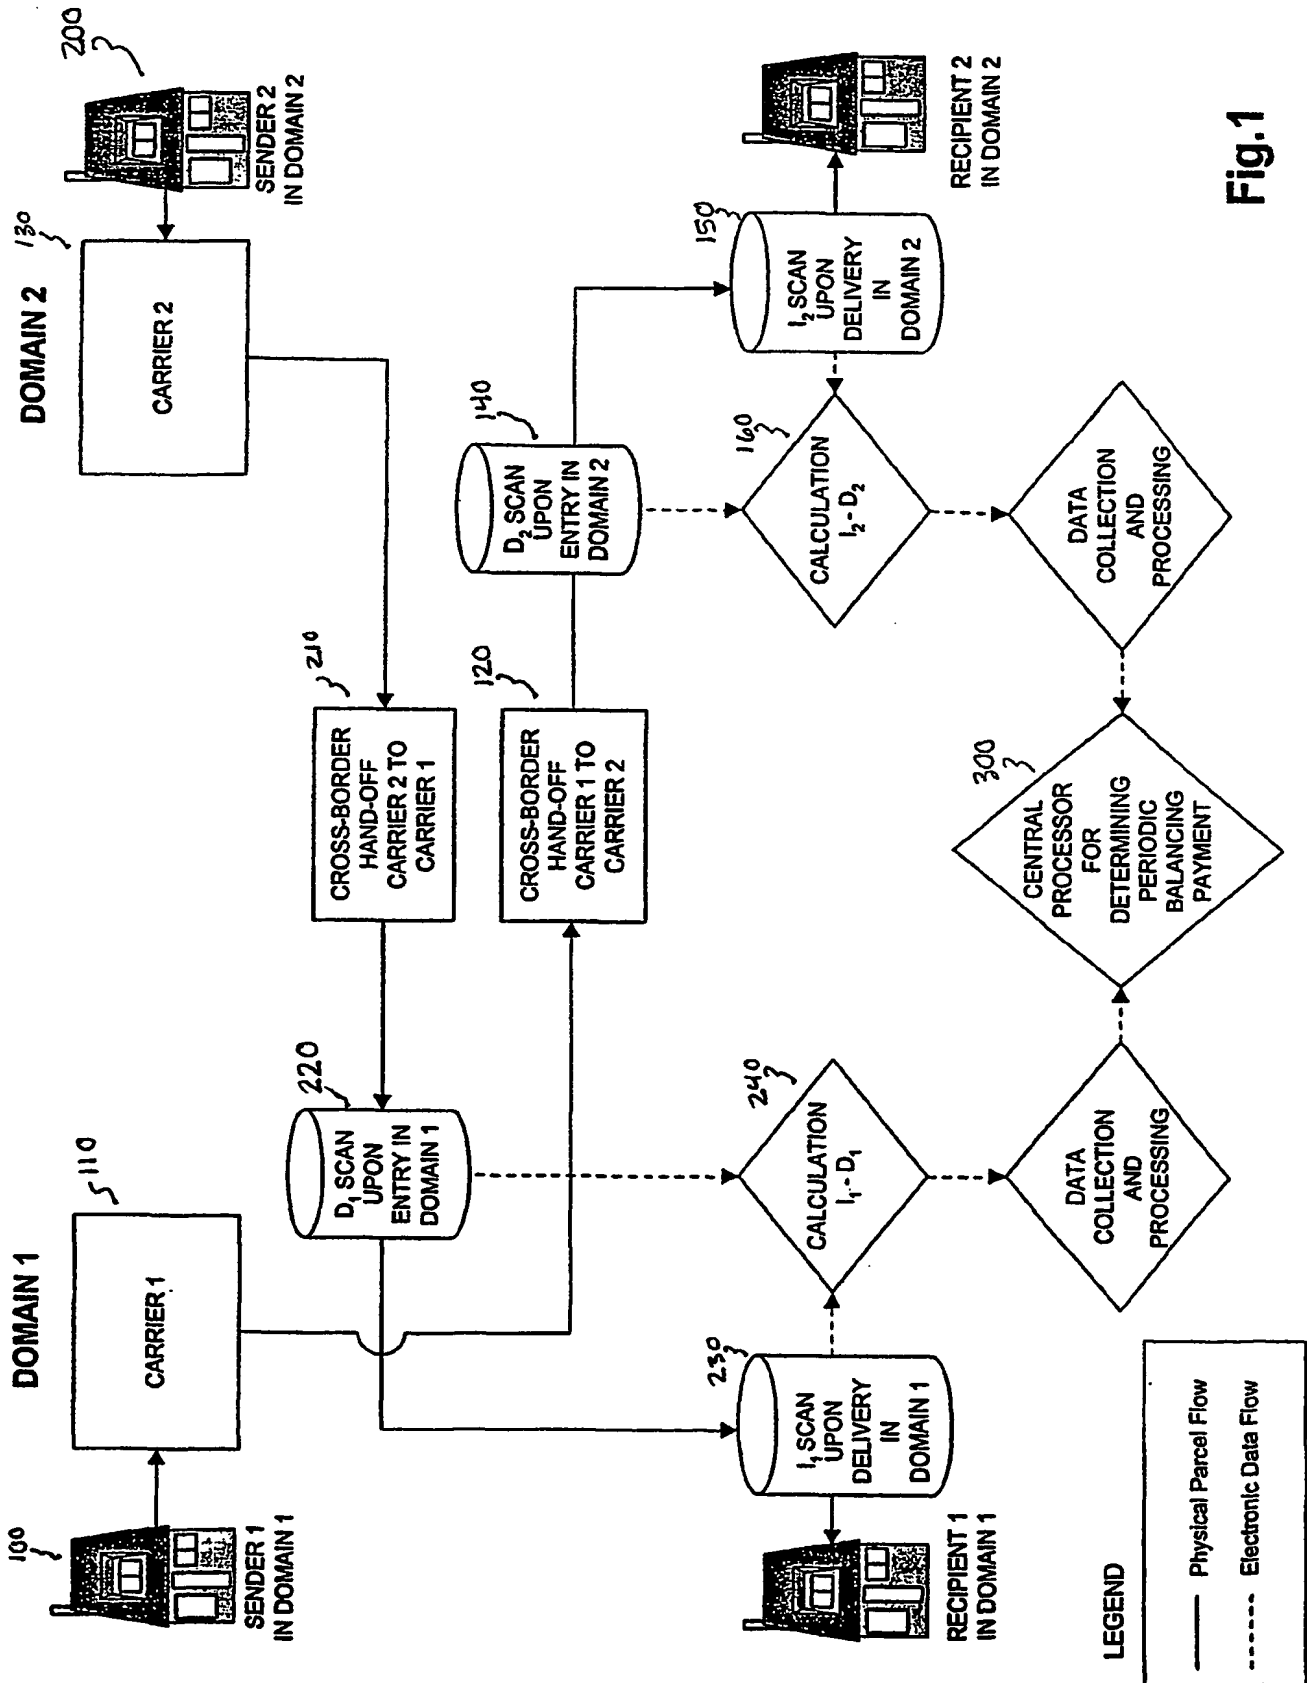 DOMAIN 1
DOMAIN 2
100
SENDER 1
IN DOMAIN 1
110
CARRIER 1
130
CARRIER 2
200
SENDER 2
IN DOMAIN 2
220
D1 SCAN
UPON
ENTRY IN
DOMAIN 1
210
CROSS-BORDER
HAND-OFF
CARRIER 2 TO
CARRIER 1
120
CROSS-BORDER
HAND-OFF
CARRIER 1 TO
CARRIER 2
140
D2 SCAN
UPON
ENTRY IN
DOMAIN 2
230
I1 SCAN
UPON
DELIVERY
IN
DOMAIN 1
RECIPIENT 1
IN DOMAIN 1
240
CALCULATION
I1 - D1
160
CALCULATION
I2 - D2
150
I2 SCAN
UPON
DELIVERY
IN
DOMAIN 2
RECIPIENT 2
IN DOMAIN 2
DATA
COLLECTION
AND
PROCESSING
300
CENTRAL
PROCESSOR
FOR
DETERMINING
PERIODIC
BALANCING
PAYMENT
DATA
COLLECTION
AND
PROCESSING
LEGEND
Physical Parcel Flow
Electronic Data Flow
Fig.1